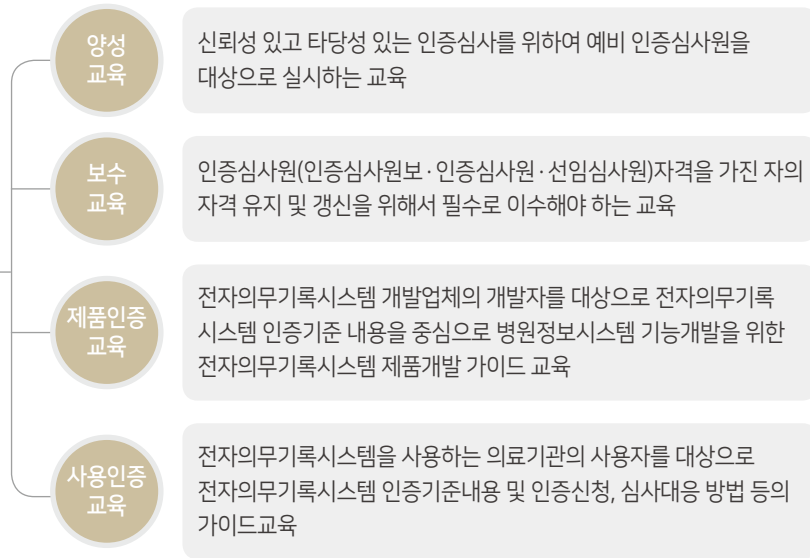 양성
교육
신뢰성 있고 타당성 있는 인증심사를 위하여 예비 인증심사원을
대상으로 실시하는 교육
보수
교육
인증심사원(인증심사원보·인증심사원·선임심사원)자격을 가진 자의
자격 유지 및 갱신을 위해서 필수로 이수해야 하는 교육
제품인증
교육
전자의무기록시스템 개발업체의 개발자를 대상으로 전자의무기록
시스템 인증기준 내용을 중심으로 병원정보시스템 기능개발을 위한
전자의무기록시스템 제품개발 가이드 교육
사용인증
교육
전자의무기록시스템을 사용하는 의료기관의 사용자를 대상으로
전자의무기록시스템 인증기준내용 및 인증신청, 심사대응 방법 등의
가이드교육